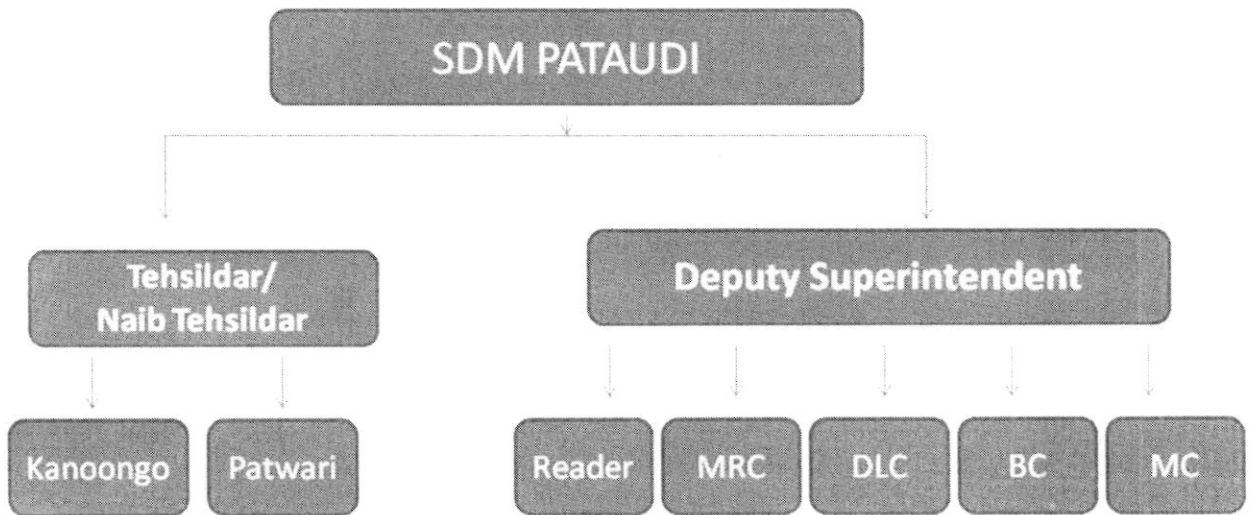 SDM PATAUDI
Tehsildar/
Naib Tehsildar
Deputy Superintendent
Kanoongo
Patwari
Reader
MRC
DLC
BC
MC